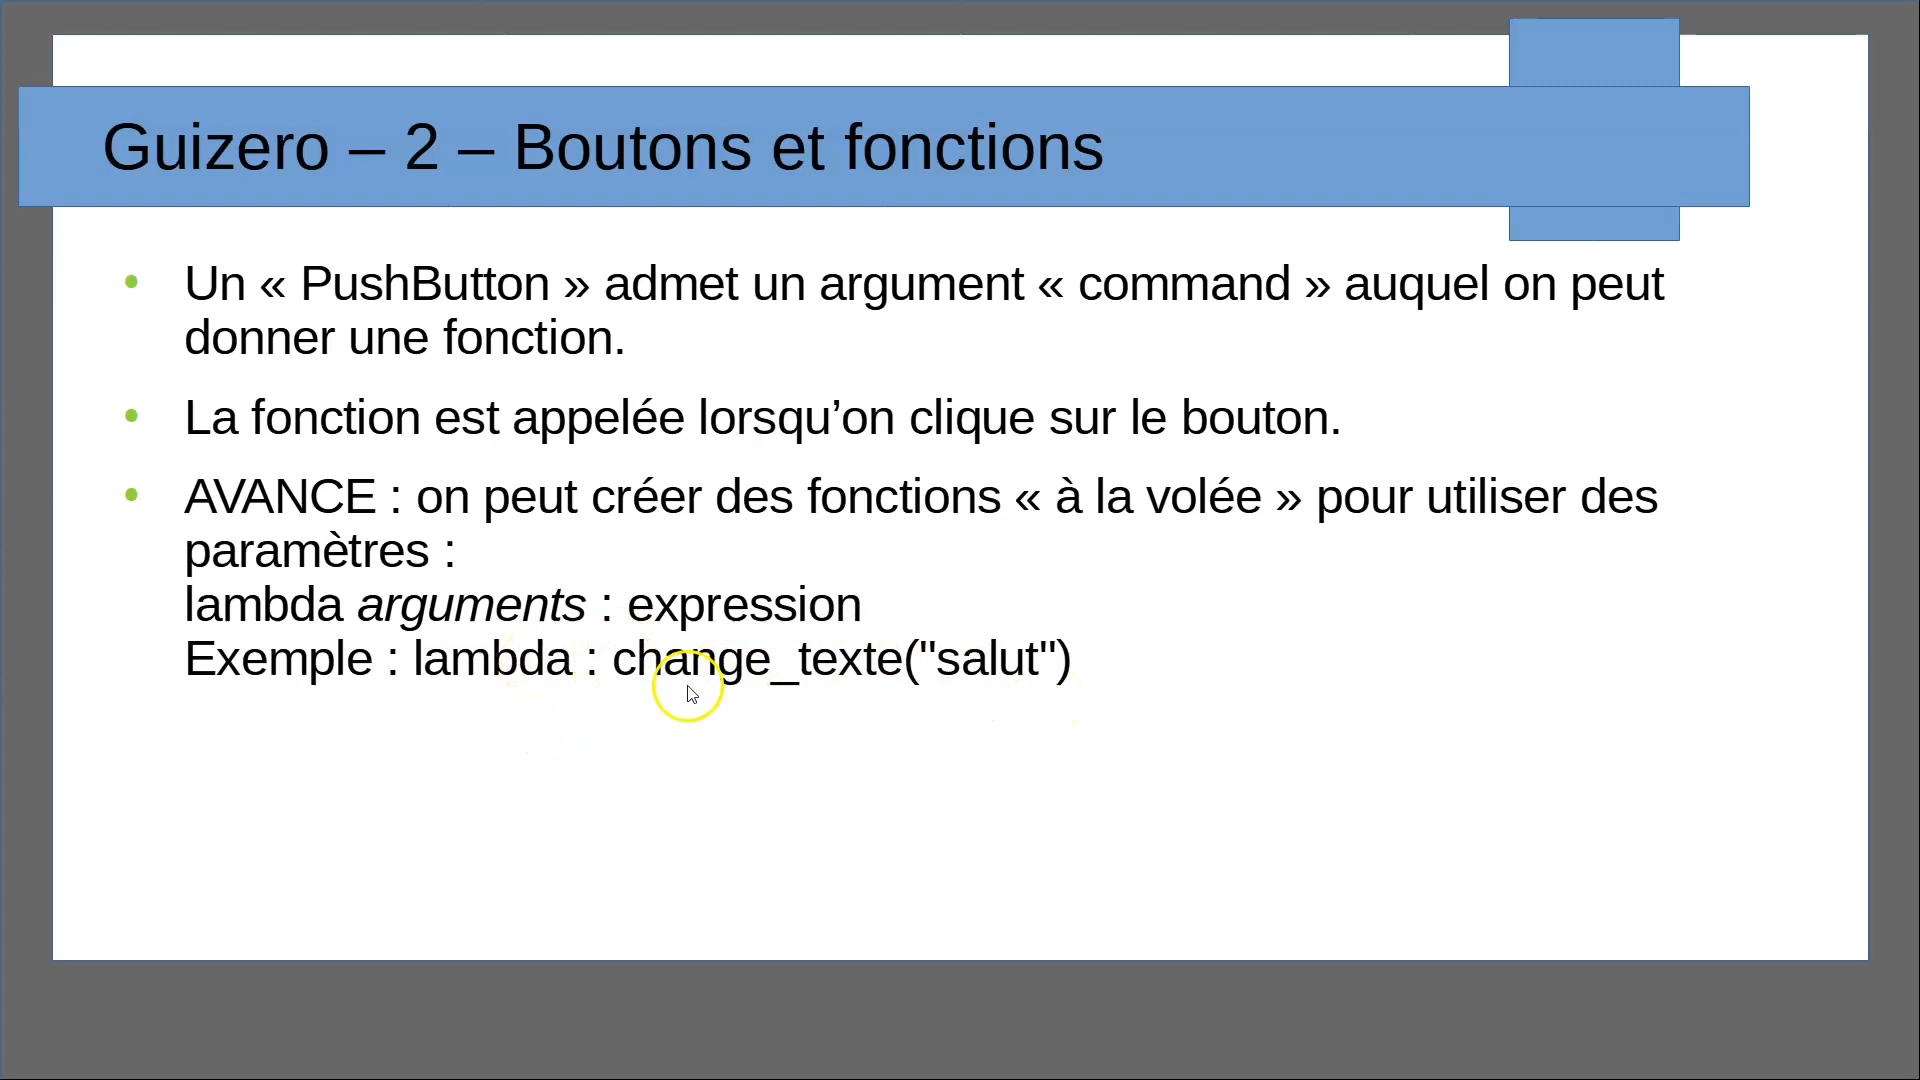 Guizero – 2 – Boutons et fonctions
Un « PushButton » admet un argument « command » auquel on peut
donner une fonction.
La fonction est appelée lorsqu’on clique sur le bouton.
AVANCE : on peut créer des fonctions « à la volée » pour utiliser des
paramètres :
lambda arguments : expression
Exemple : lambda : change_texte("salut")